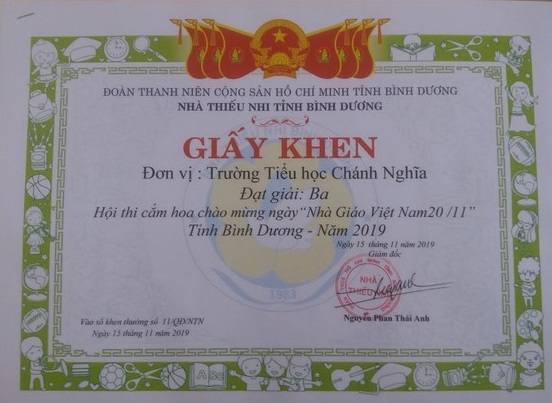 ĐOÀN THANH NIÊN CỘNG SẢN HỒ CHÍ MINH TỈNH BÌNH DƯƠNG
NHÀ THIẾU NHI TỈNH BÌNH DƯƠNG
GIẤY KHEN
Đơn vị : Trường Tiểu học Chánh Nghĩa
Đạt giải: Ba
Hội thi cắm hoa chào mừng ngày “Nhà Giáo Việt Nam20 /11”
Tỉnh Bình Dương - Năm 2019
Ngày 15 tháng 11 năm 2019
Giám đốc
NHÀ
THIẾU
1983
Nguyễn Phan Thái Anh
Vào sổ khen thưởng số 11/QĐ/NTN
Ngày 15 tháng 11 năm 2019